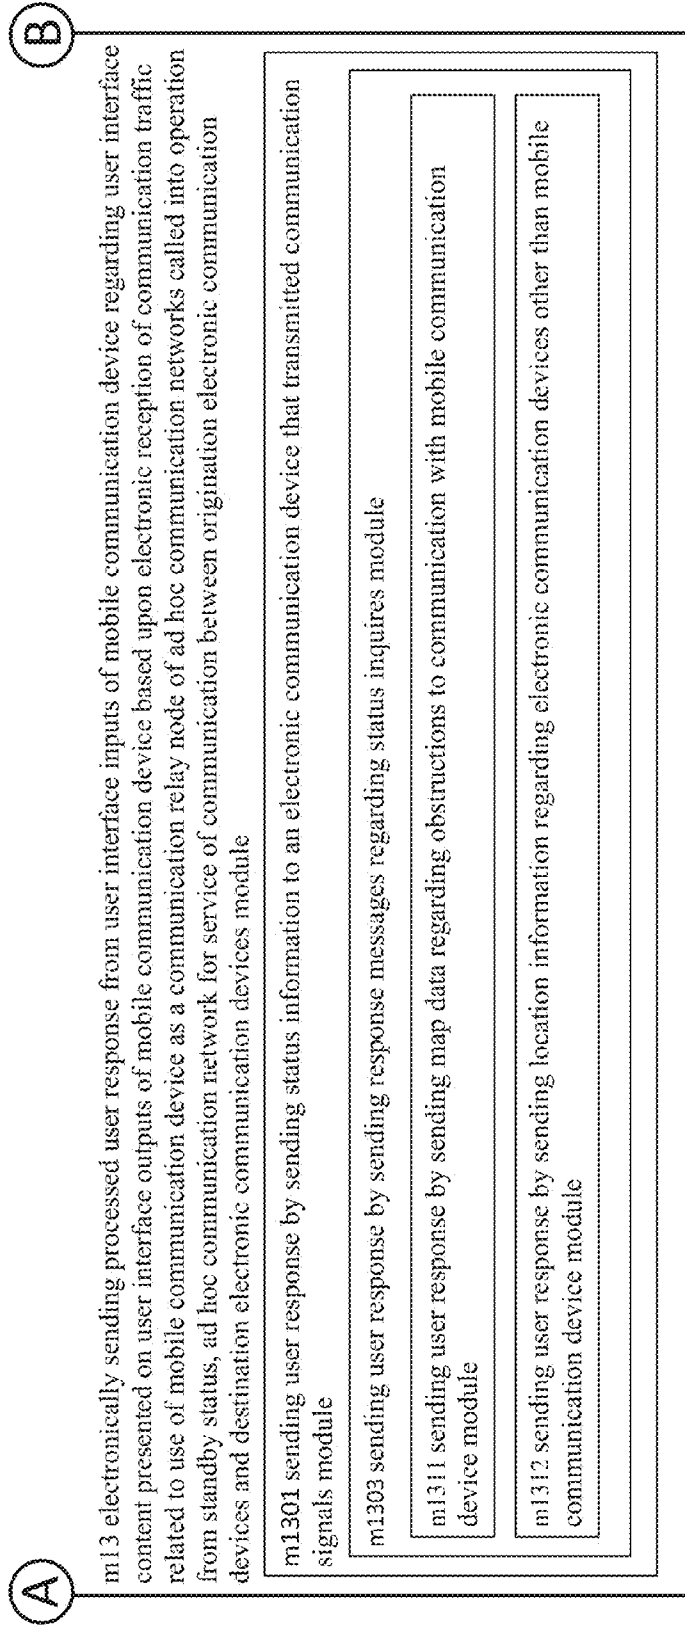 A
B
m13 electronically sending processed user response from user interface inputs of mobile communication device regarding user interface
content presented on user interface outputs of mobile communication device based upon electronic reception of communication traffic
related to use of mobile communication device as a communication relay node of ad hoc communication networks called into operation
from standby status, ad hoc communication network for service of communication between origination electronic communication
devices and destination electronic communication devices module
m1301 sending user response by sending status information to an electronic communication device that transmitted communication
signals module
m1303 sending user response by sending response messages regarding status inquires module
m1311 sending user response by sending map data regarding obstructions to communication with mobile communication
device module
m1312 sending user response by sending location information regarding electronic communication devices other than mobile
communication device module